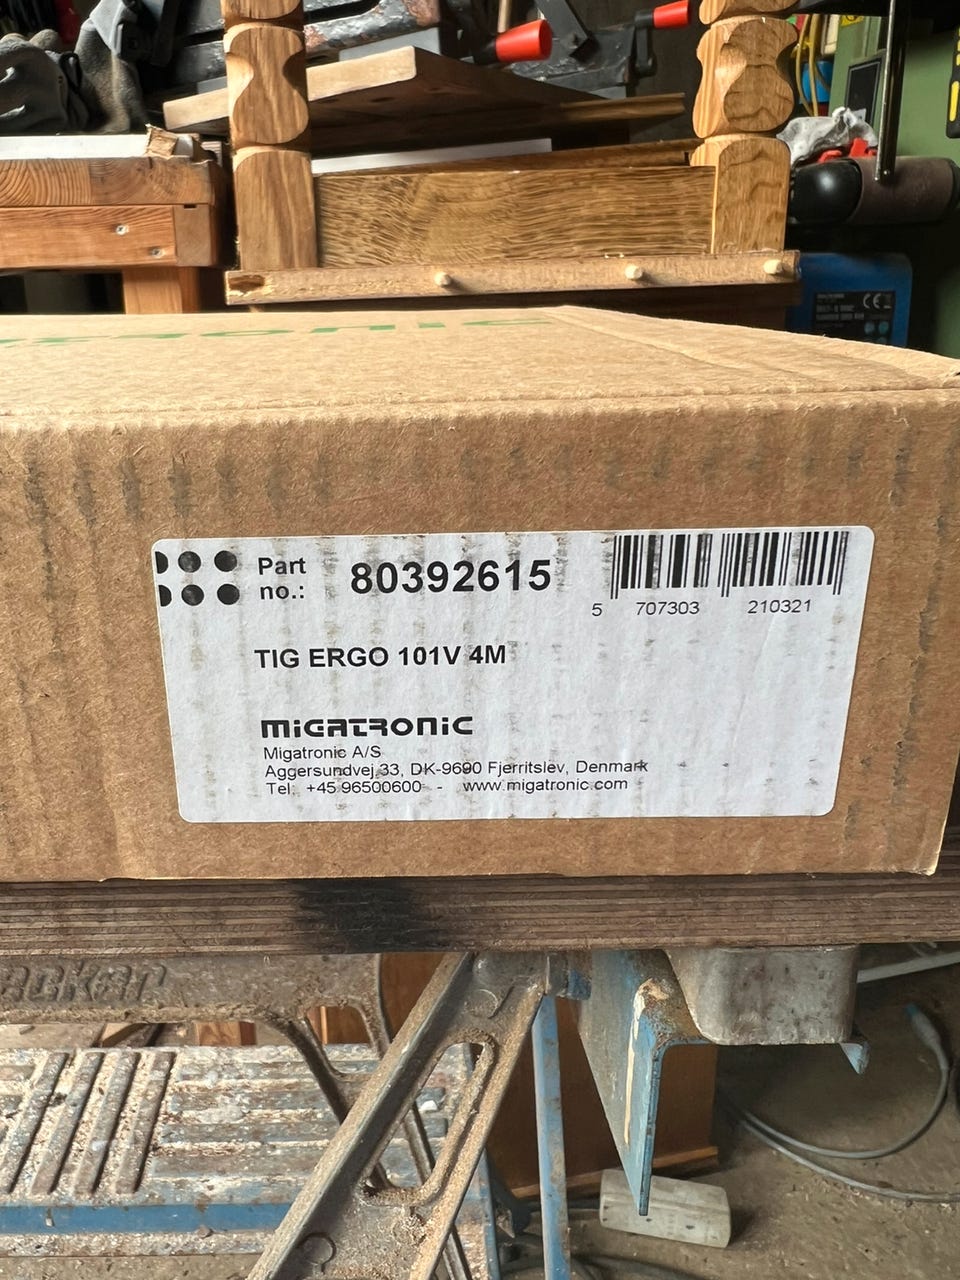 Part
no.:
80392615
5 707303 210321
TIG ERGO 101V 4M
MIGATRONIC
Migatronic A/S
Aggersundvej 33, DK-9690 Fjerritslev, Denmark
Tel. +45 96500600 - www.migatronic.com
CE